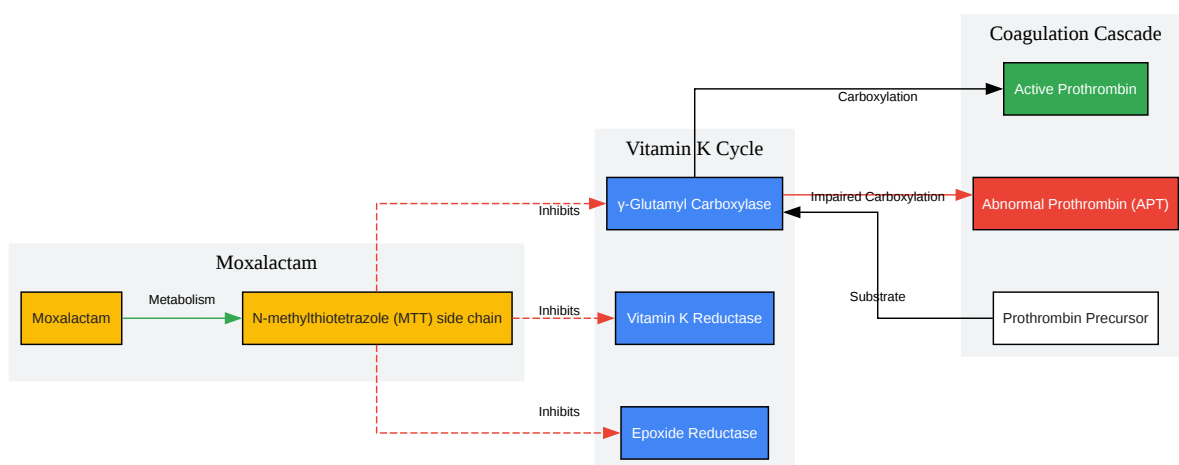 Coagulation Cascade
Active Prothrombin
Carboxylation
Vitamin K Cycle
γ-Glutamyl Carboxylase
Impaired Carboxylation
Abnormal Prothrombin (APT)
Inhibits
Moxalactam
Moxalactam
Metabolism
N-methylthiotetrazole (MTT) side chain
Inhibits
Vitamin K Reductase
Substrate
Prothrombin Precursor
Inhibits
Epoxide Reductase